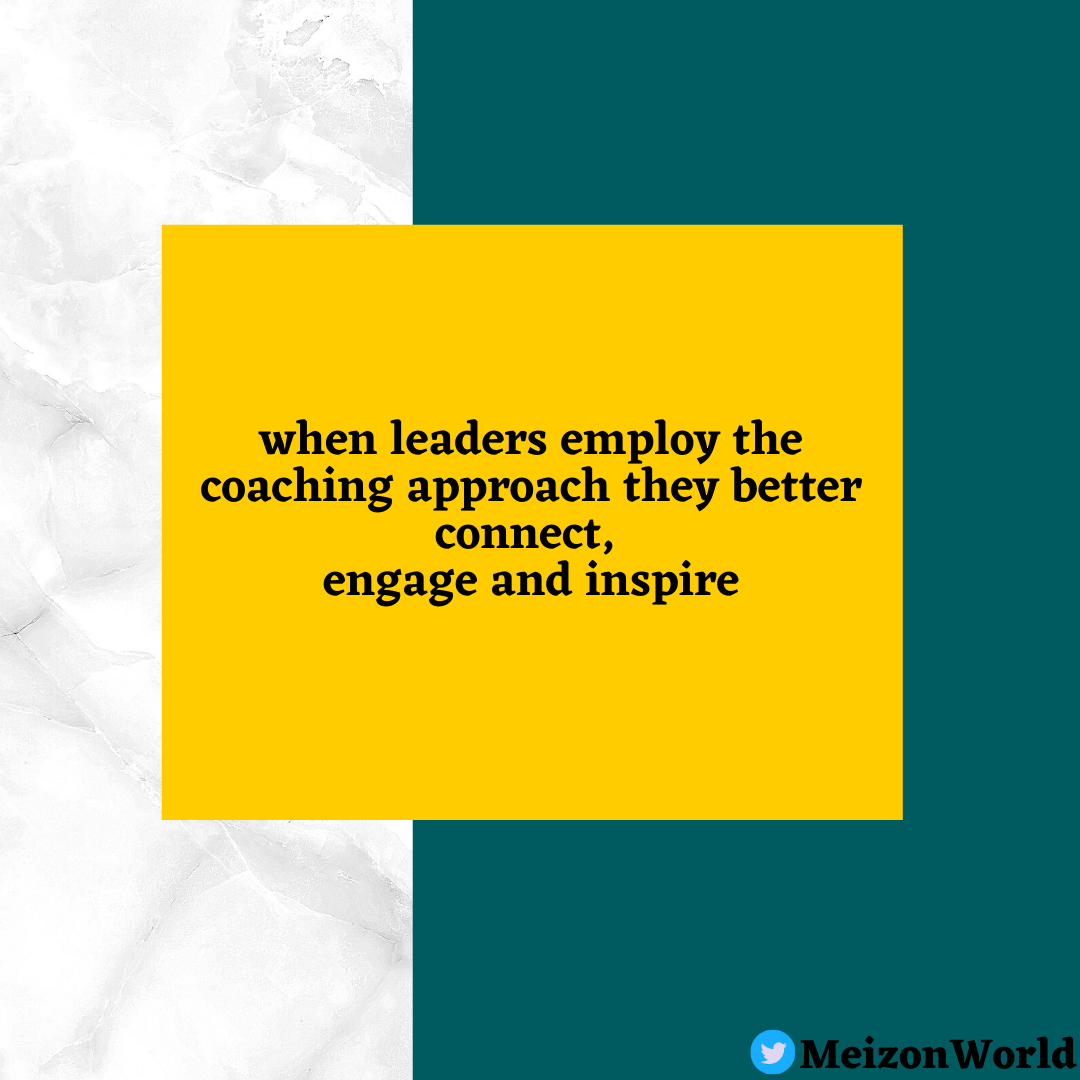 when leaders employ the
coaching approach they better
connect,
engage and inspire
MeizonWorld